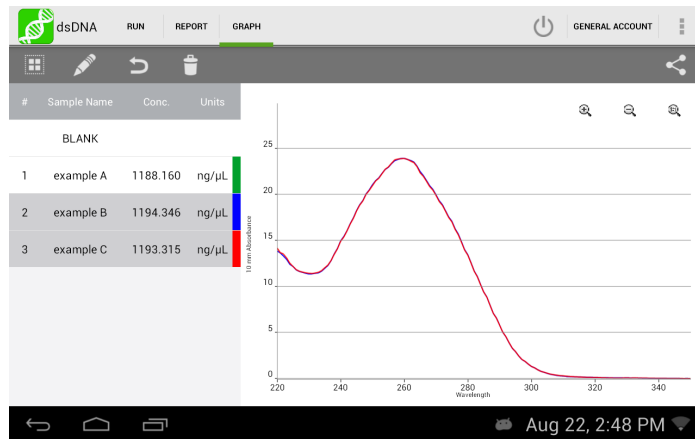 dsDNA RUN REPORT GRAPH GENERAL ACCOUNT
# Sample Name Conc. Units
BLANK
1 example A 1188.160 ng/µL
2 example B 1194.346 ng/µL
3 example C 1193.315 ng/µL
25
20
15
10
5
0
10 mm Absorbance
220 240 260 280 300 320 340
Wavelength
Aug 22, 2:48 PM